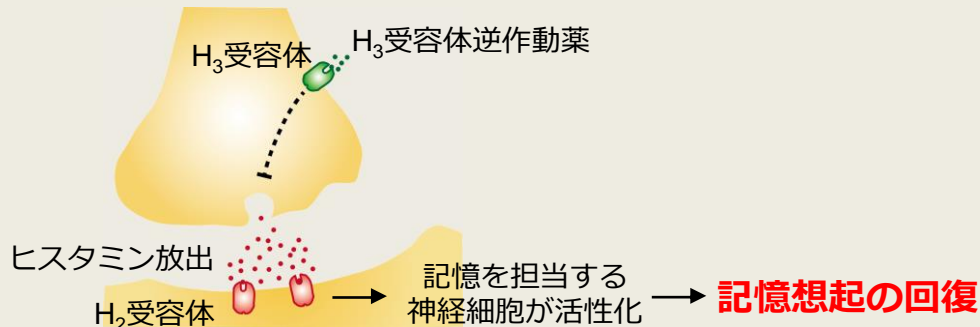 H₃受容体
H₃受容体逆作動薬
ヒスタミン放出
H₂受容体
記憶を担当する
神経細胞が活性化
記憶想起の回復